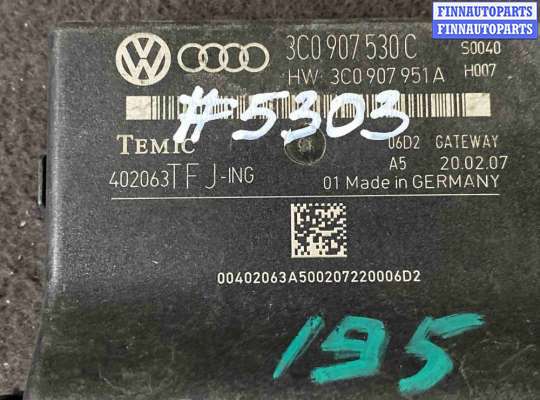 FINNAUTOPARTS
FINNAUTOPARTS
FINNAUTOPARTS
3C0 907 530 C S0040
HW: 3C0 907 951 A H007
#5303
TEMIC 06D2 GATEWAY
A5 20.02.07
402063TFJ-ING 01 Made in GERMANY
00402063A500207220006D2
195